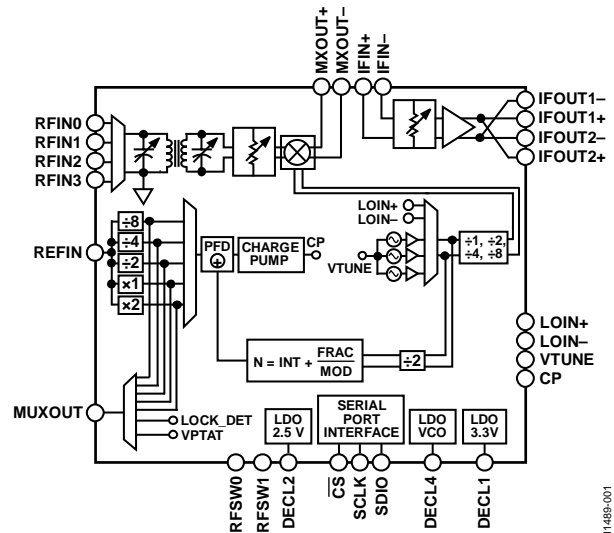 MXOUT+
MXOUT–
IFIN+
IFIN–
RFIN0
RFIN1
RFIN2
RFIN3
IFOUT1–
IFOUT1+
IFOUT2–
IFOUT2+
REFIN
÷8
÷4
÷2
×1
×2
PFD
+
CHARGE
PUMP
CP
LOIN+
LOIN–
VTUNE
÷1, ÷2,
÷4, ÷8
N = INT + FRAC
MOD
÷2
LOIN+
LOIN–
VTUNE
CP
MUXOUT
LOCK_DET
VPTAT
LDO
2.5 V
SERIAL
PORT
INTERFACE
LDO
VCO
LDO
3.3V
RFSW0
RFSW1
DECL2
CS
SCLK
SDIO
DECL4
DECL1
11489-001